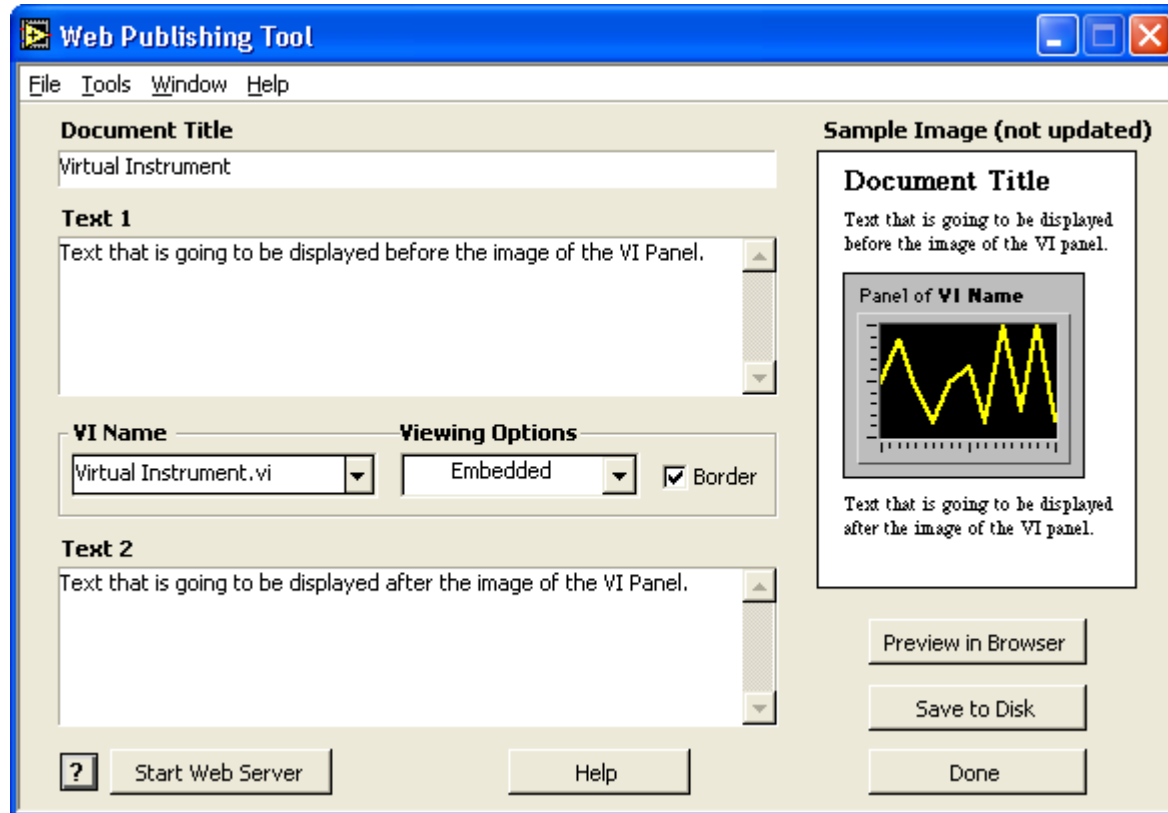 Web Publishing Tool
File Tools Window Help
Document Title
Virtual Instrument
Text 1
Text that is going to be displayed before the image of the VI Panel.
VI Name
Viewing Options
Virtual Instrument.vi
Embedded
Border
Text 2
Text that is going to be displayed after the image of the VI Panel.
?
Start Web Server
Help
Sample Image (not updated)
Document Title
Text that is going to be displayed
before the image of the VI panel.
Panel of VI Name
Text that is going to be displayed
after the image of the VI panel.
Preview in Browser
Save to Disk
Done